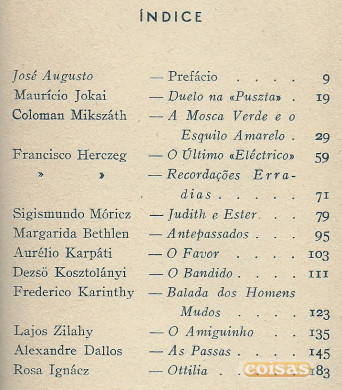 ÍNDICE
José Augusto — Prefácio . . . . 9
Maurício Jokai — Duelo na «Puszta» . 19
Coloman Mikszáth — A Mosca Verde e o
Esquilo Amarelo . 29
Francisco Herczeg — O Último «Eléctrico» 59
» » — Recordações Erra-
dias . . . . 71
Sigismundo Móricz — Judith e Ester . . 79
Margarida Bethlen — Antepassados . . . 95
Aurélio Karpáti — O Favor . . . . 103
Dezsö Kosztolányi — O Bandido . . . . 111
Frederico Karinthy — Balada dos Homens
Mudos . . . . 123
Lajos Zilahy — O Amiguinho . . 135
Alexandre Dallos — As Passas . . . . 145
Rosa Ignácz — Ottilia . . . . . 183
coisas